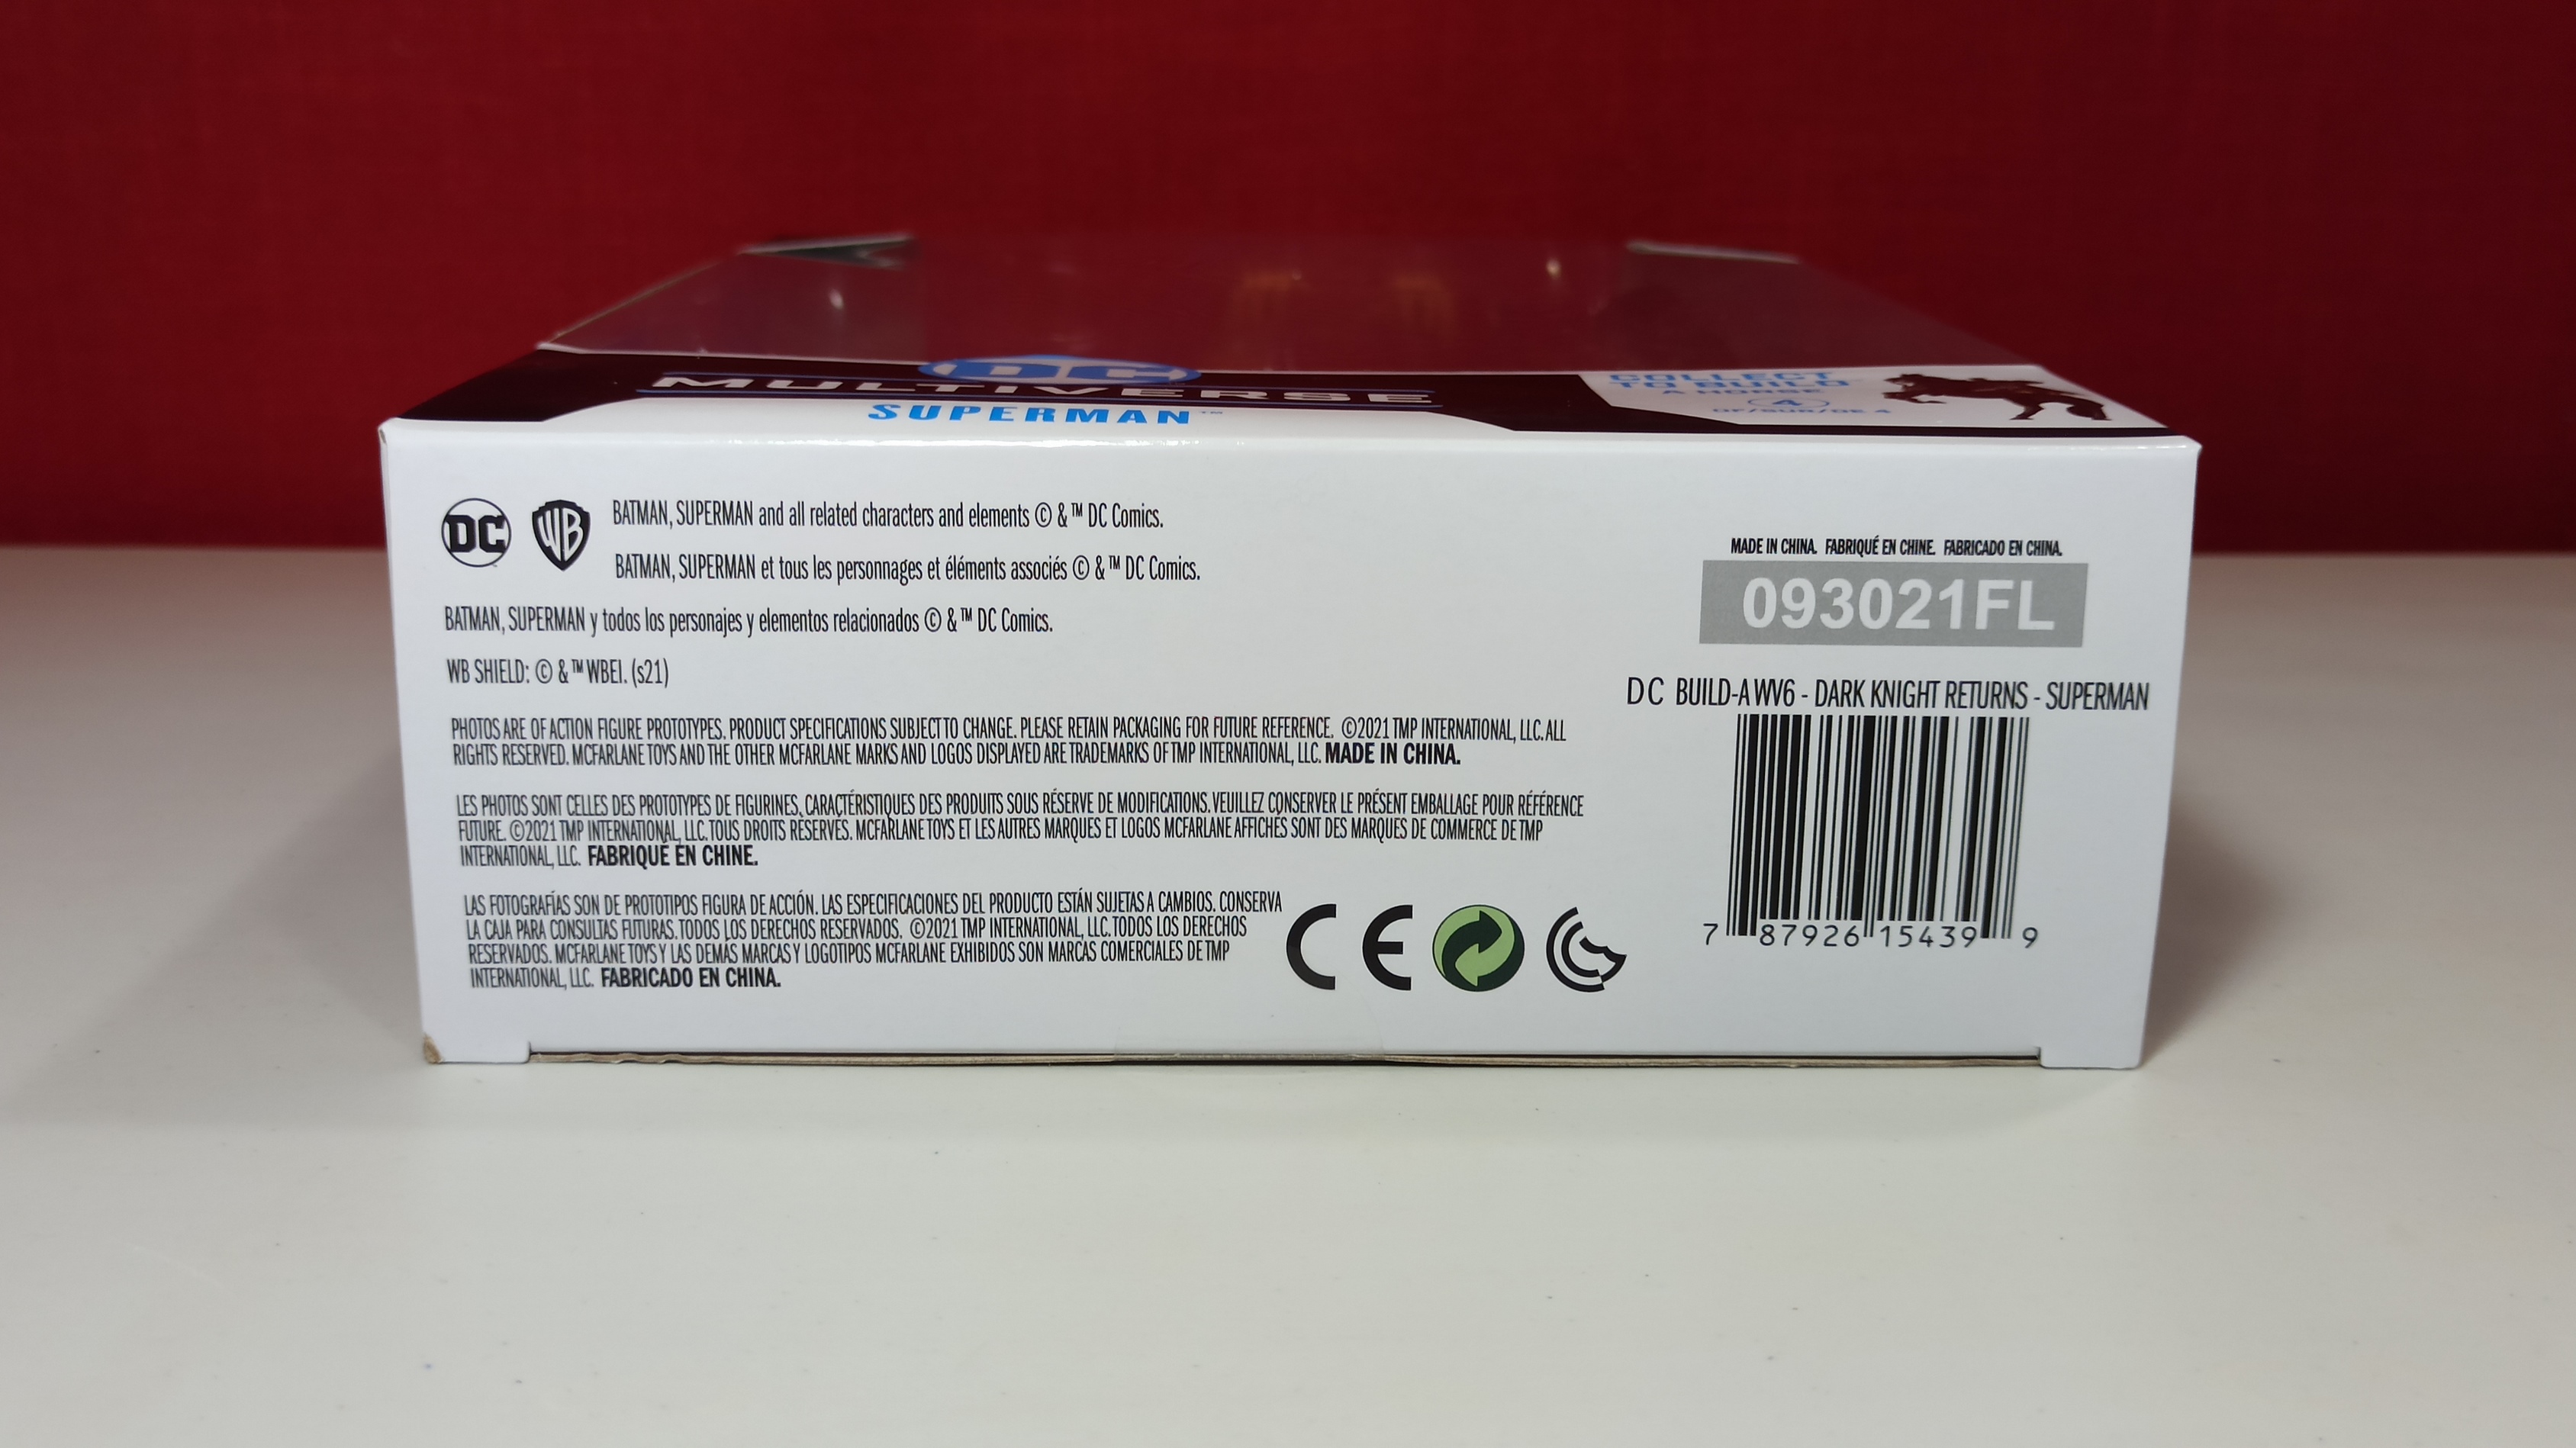 DC
MULTIVERSE
SUPERMAN™
COLLECT
TO BUILD
A HORSE
4
OF/SUR/DE 4
DC WB BATMAN, SUPERMAN and all related characters and elements © & ™ DC Comics.
BATMAN, SUPERMAN et tous les personnages et éléments associés © & ™ DC Comics.
BATMAN, SUPERMAN y todos los personajes y elementos relacionados © & ™ DC Comics.
WB SHIELD: © & ™ WBEI. (s21)
PHOTOS ARE OF ACTION FIGURE PROTOTYPES. PRODUCT SPECIFICATIONS SUBJECT TO CHANGE. PLEASE RETAIN PACKAGING FOR FUTURE REFERENCE. ©2021 TMP INTERNATIONAL, LLC. ALL
RIGHTS RESERVED. MCFARLANE TOYS AND THE OTHER MCFARLANE MARKS AND LOGOS DISPLAYED ARE TRADEMARKS OF TMP INTERNATIONAL, LLC. MADE IN CHINA.
LES PHOTOS SONT CELLES DES PROTOTYPES DE FIGURINES, CARACTÉRISTIQUES DES PRODUITS SOUS RÉSERVE DE MODIFICATIONS. VEUILLEZ CONSERVER LE PRÉSENT EMBALLAGE POUR RÉFÉRENCE
FUTURE. ©2021 TMP INTERNATIONAL, LLC. TOUS DROITS RÉSERVÉS. MCFARLANE TOYS ET LES AUTRES MARQUES ET LOGOS MCFARLANE AFFICHÉS SONT DES MARQUES DE COMMERCE DE TMP
INTERNATIONAL, LLC. FABRIQUÉ EN CHINE.
LAS FOTOGRAFÍAS SON DE PROTOTIPOS FIGURA DE ACCIÓN. LAS ESPECIFICACIONES DEL PRODUCTO ESTÁN SUJETAS A CAMBIOS. CONSERVA
LA CAJA PARA CONSULTAS FUTURAS. TODOS LOS DERECHOS RESERVADOS. ©2021 TMP INTERNATIONAL, LLC. TODOS LOS DERECHOS
RESERVADOS. MCFARLANE TOYS Y LAS DEMÁS MARCAS Y LOGOTIPOS MCFARLANE EXHIBIDOS SON MARCAS COMERCIALES DE TMP
INTERNATIONAL, LLC. FABRICADO EN CHINA.
CE
MADE IN CHINA. FABRIQUÉ EN CHINE. FABRICADO EN CHINA.
093021FL
DC BUILD-A WV6 - DARK KNIGHT RETURNS - SUPERMAN
7 87926 15439 9